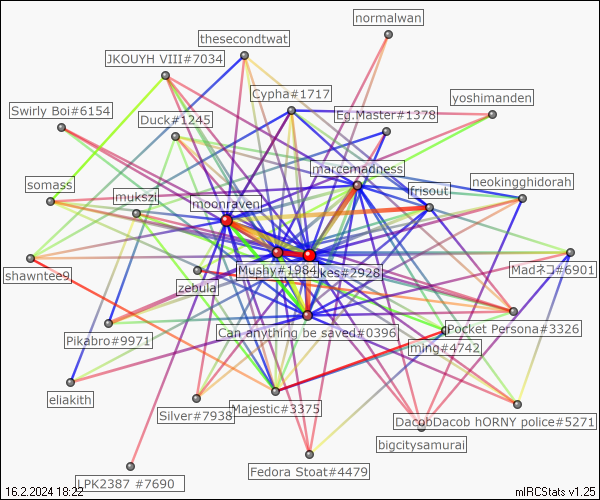 normalwan
thesecondtwat
JKOUYH VIII#7034
Cypha#1717
yoshimanden
Swirly Boi#6154
Eg.Master#1378
Duck#1245
marcemadness
somass
mukszi
moonraven
frisout
neokingghidorah
shawntee9
Mushy#1984
kes#2928
Madネコ#6901
zebula
Can anything be saved#0396
Pocket Persona#3326
Pikabro#9971
ming#4742
eliakith
Silver#7938
Majestic#3375
DacobDacob hORNY police#5271
bigcitysamurai
Fedora Stoat#4479
LPK2387 #7690
16.2.2024 18:22
mIRCStats v1.25